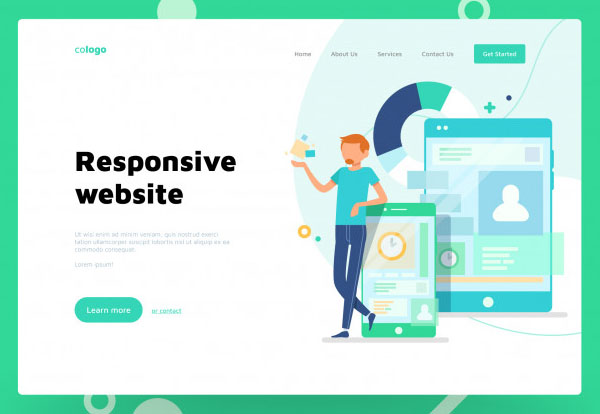 cologo
Home About Us Services Contact Us Get Started
Responsive
website
Ut wisi enim ad minim veniam, quis nostrud exerci
tation ullamcorper suscipit lobortis nisl ut aliquip ex ea
commodo consequat.
Lorem ipsum!
Learn more or contact